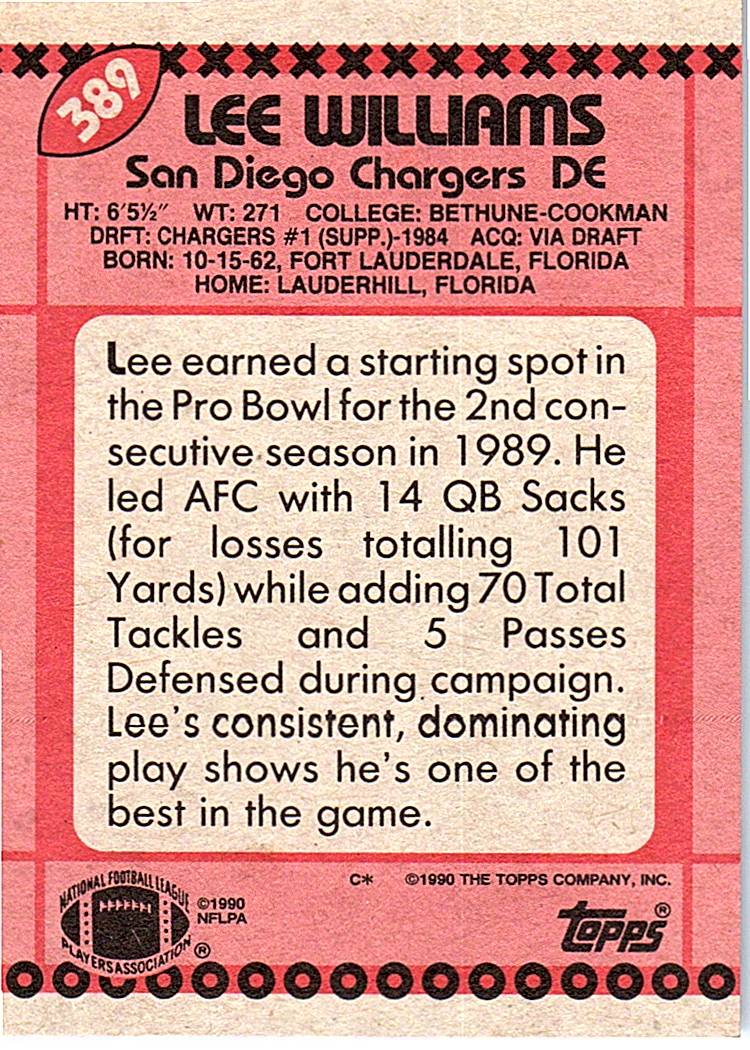 389
LEE WILLIAMS
San Diego Chargers DE
HT: 6'5½" WT: 271 COLLEGE: BETHUNE-COOKMAN
DRFT: CHARGERS #1 (SUPP.)-1984 ACQ: VIA DRAFT
BORN: 10-15-62, FORT LAUDERDALE, FLORIDA
HOME: LAUDERHILL, FLORIDA
Lee earned a starting spot in
the Pro Bowl for the 2nd con-
secutive season in 1989. He
led AFC with 14 QB Sacks
(for losses totalling 101
Yards) while adding 70 Total
Tackles and 5 Passes
Defensed during campaign.
Lee's consistent, dominating
play shows he's one of the
best in the game.
C* ©1990 THE TOPPS COMPANY, INC.
NATIONAL FOOTBALL LEAGUE
PLAYERS ASSOCIATION ®
©1990
NFLPA
topps ®